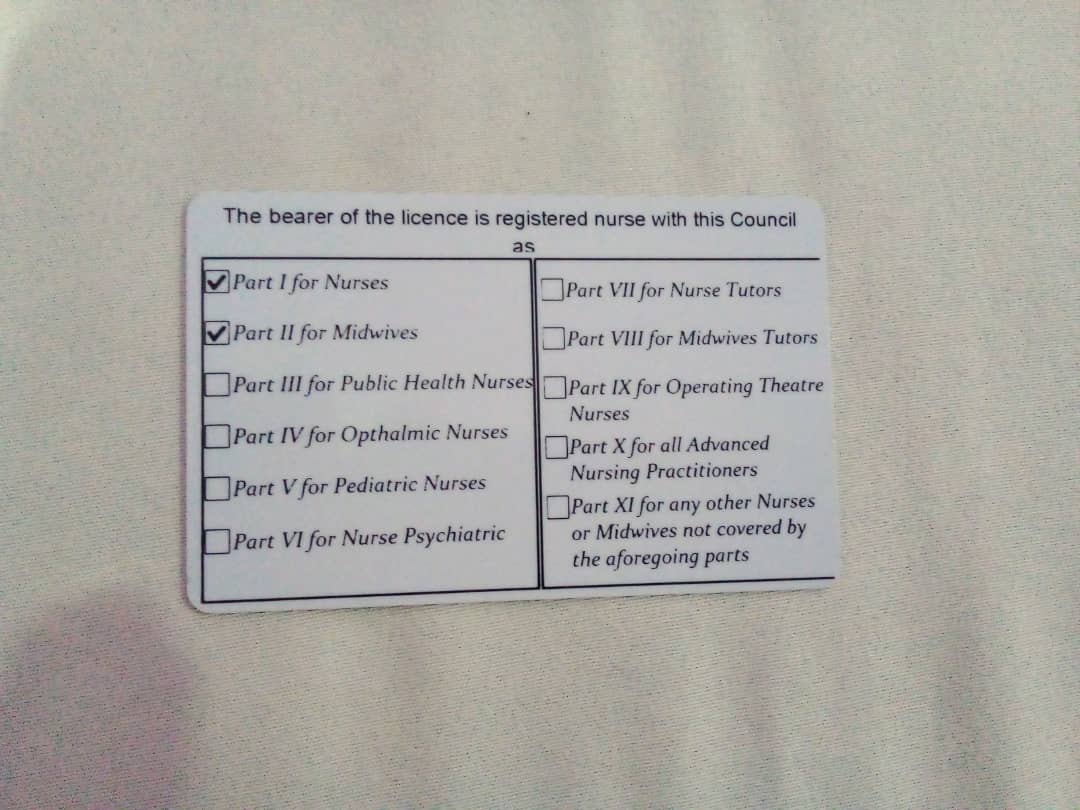 The bearer of the licence is registered nurse with this Council
as
☑Part I for Nurses
☑Part II for Midwives
☐Part III for Public Health Nurses
☐Part IV for Opthalmic Nurses
☐Part V for Pediatric Nurses
☐Part VI for Nurse Psychiatric
☐Part VII for Nurse Tutors
☐Part VIII for Midwives Tutors
☐Part IX for Operating Theatre
Nurses
☐Part X for all Advanced
Nursing Practitioners
☐Part XI for any other Nurses
or Midwives not covered by
the aforegoing parts